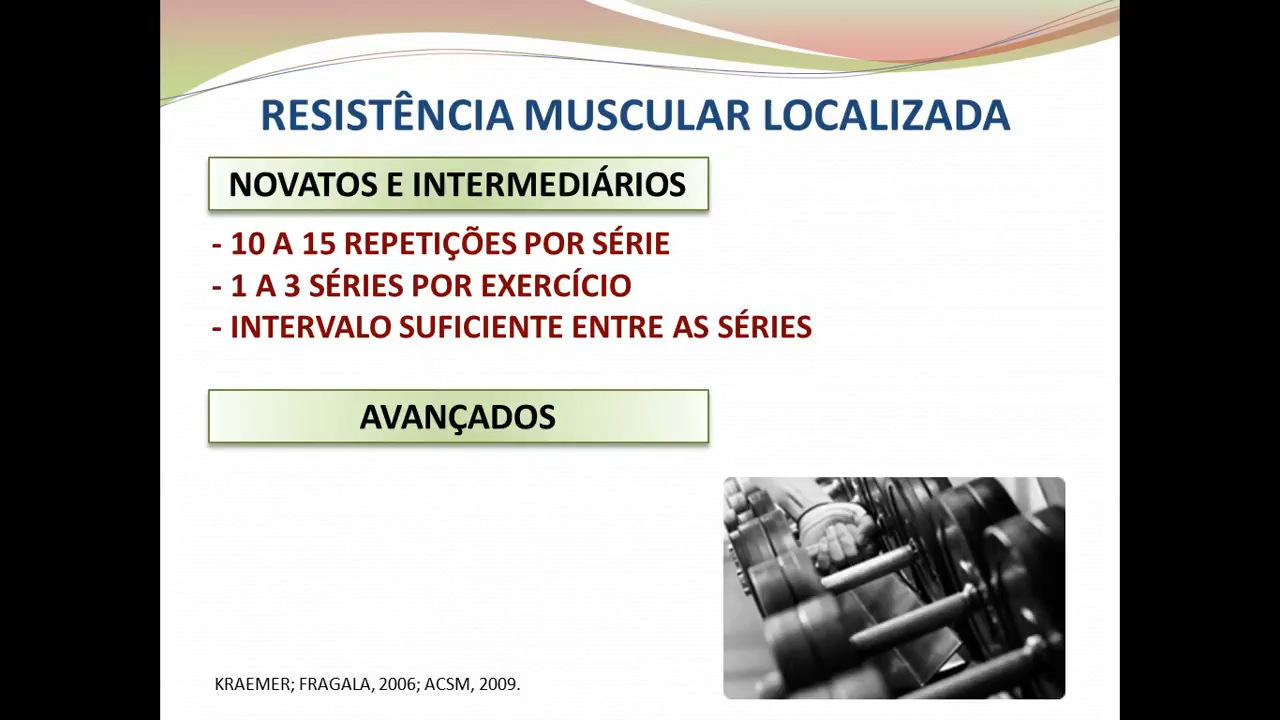 RESISTÊNCIA MUSCULAR LOCALIZADA
NOVATOS E INTERMEDIÁRIOS
- 10 A 15 REPETIÇÕES POR SÉRIE
- 1 A 3 SÉRIES POR EXERCÍCIO
- INTERVALO SUFICIENTE ENTRE AS SÉRIES
AVANÇADOS
KRAEMER; FRAGALA, 2006; ACSM, 2009.